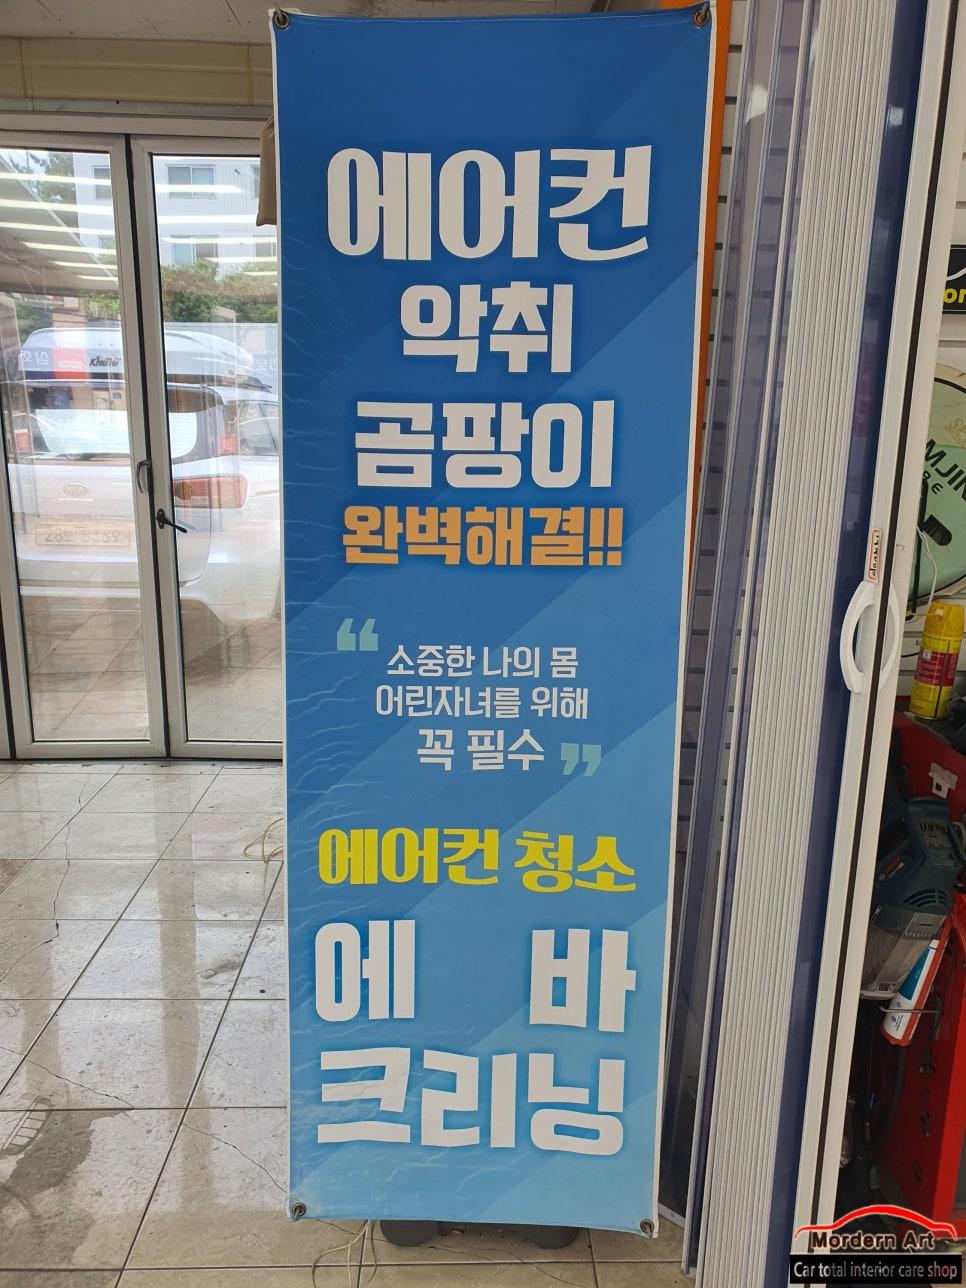 에어컨
악취
곰팡이
완벽해결!!
“
소중한 나의 몸
어린자녀를 위해
꼭 필수
”
에어컨 청소
에 바
크리닝
Mordern Art
Car total interior care shop